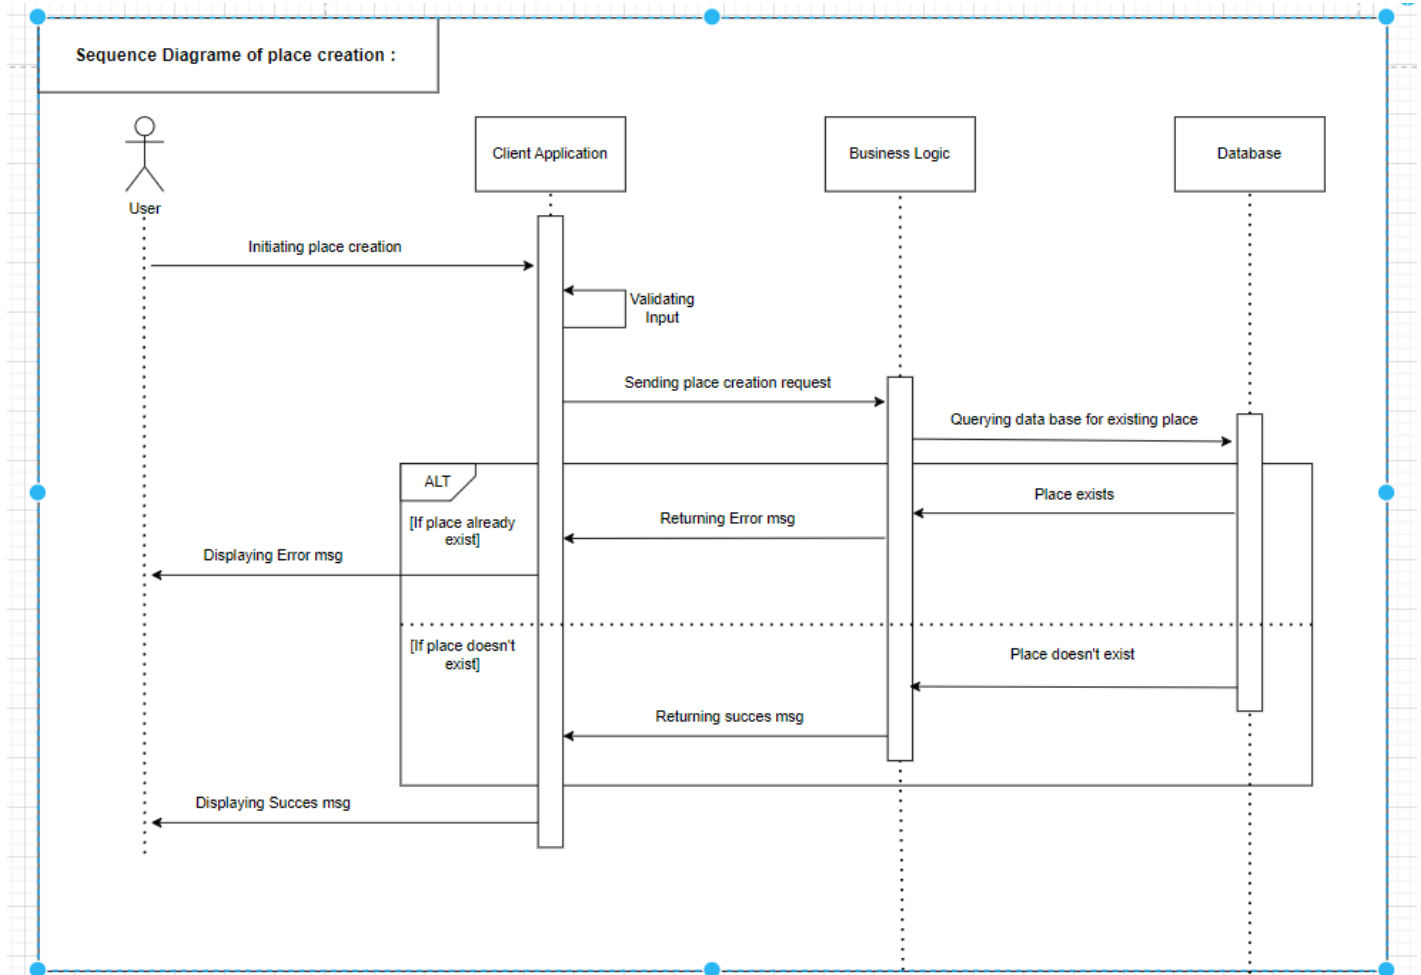 Sequence Diagrame of place creation :
Client Application
Business Logic
Database
User
Initiating place creation
Validating
Input
Sending place creation request
Querying data base for existing place
ALT
Place exists
[If place already
exist]
Returning Error msg
Displaying Error msg
[If place doesn't
exist]
Place doesn't exist
Returning succes msg
Displaying Succes msg